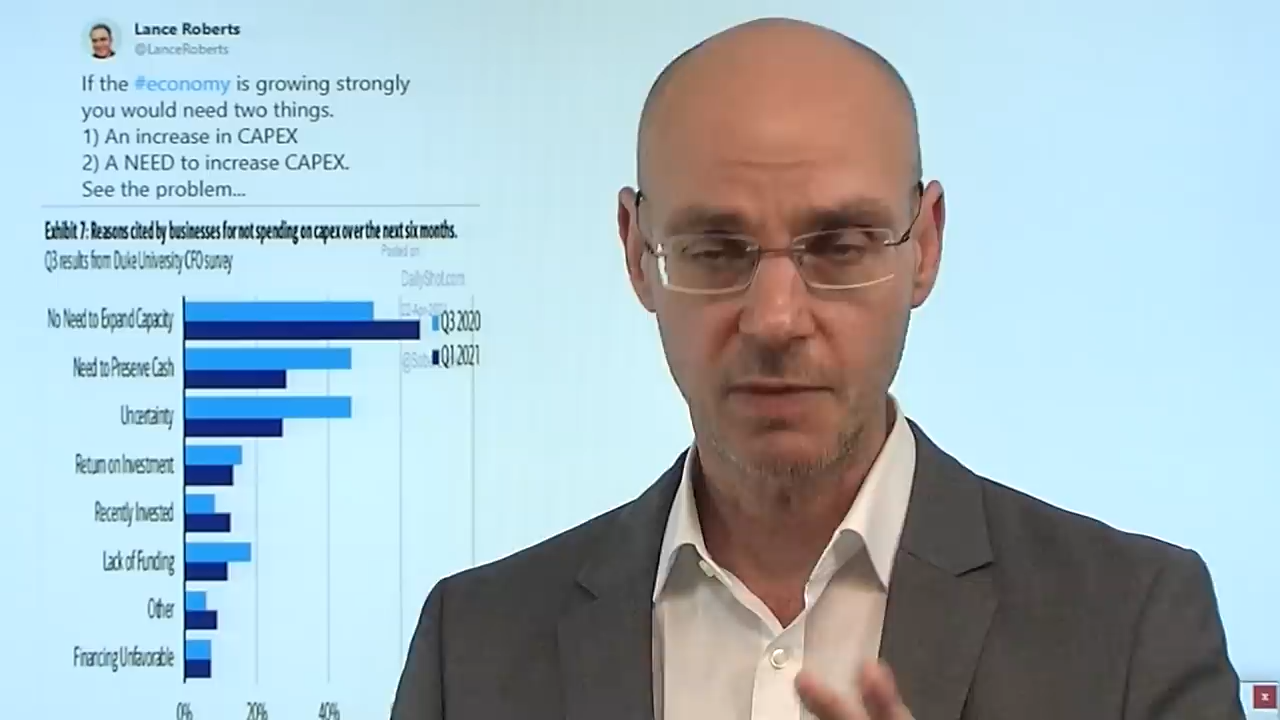 Lance Roberts
@LanceRoberts
If the #economy is growing strongly
you would need two things.
1) An increase in CAPEX
2) A NEED to increase CAPEX.
See the problem...
Exhibit 7: Reasons cited by businesses for not spending on capex over the next six months.
Q3 results from Duke University CFO survey
Posted on
DailyShot.com
No Need to Expand Capacity
Q3 2020
Q1 2021
Need to Preserve Cash
Uncertainty
Return on Investment
Recently Invested
Lack of Funding
Other
Financing Unfavorable
0% 20% 40%
x